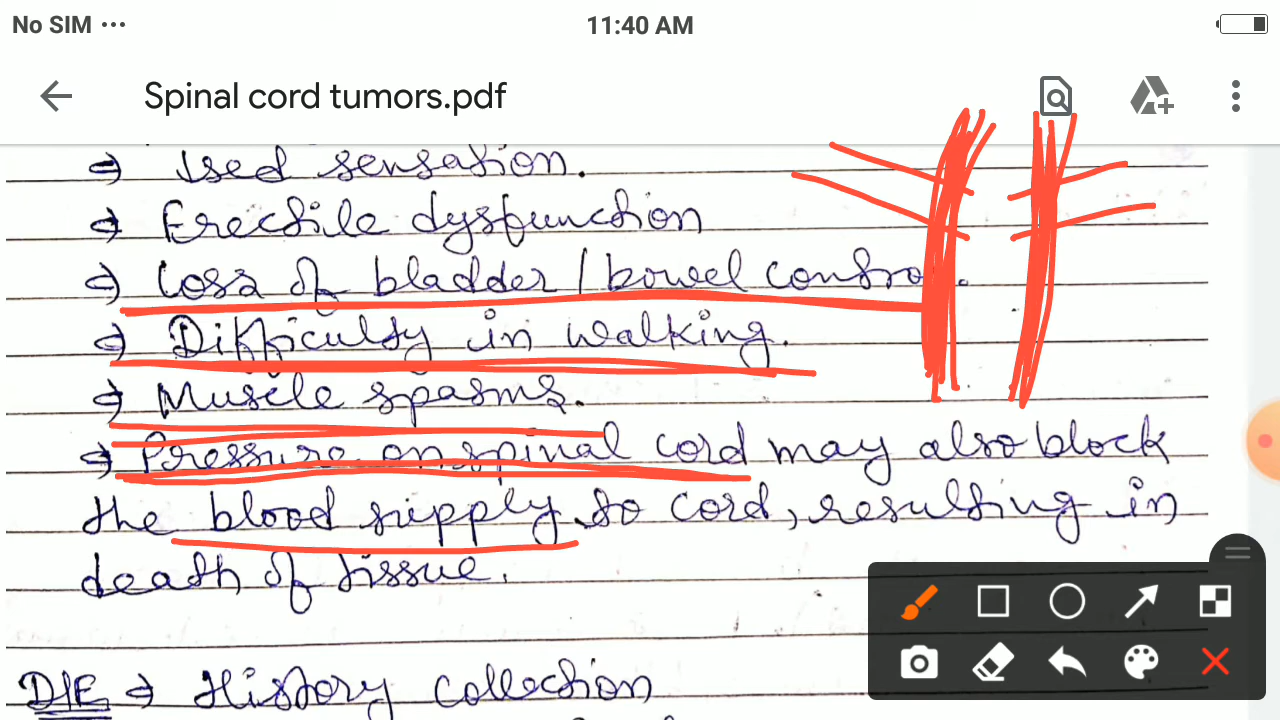 No SIM ••• 11:40 AM
Spinal cord tumors.pdf
⇒ ↓sed sensation.
⇒ Erectile dysfunction
⇒ Loss of bladder / bowel control.
⇒ Difficulty in walking.
⇒ Muscle spasms.
⇒ Pressure on spinal cord may also block
the blood supply to cord, resulting in
death of tissue.
D/E ⇒ History collection